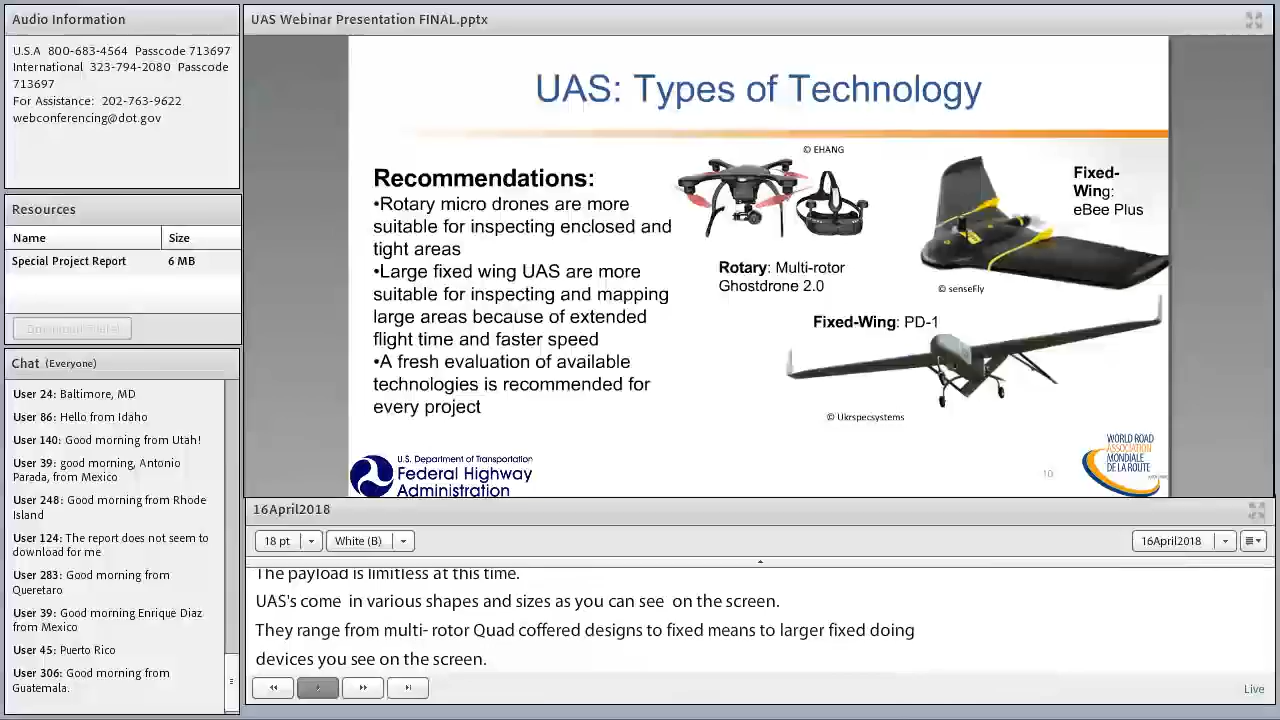 Audio Information
U.S.A 800-683-4564 Passcode 713697
International 323-794-2080 Passcode
713697
For Assistance: 202-763-9622
webconferencing@dot.gov
Resources
Name Size
Special Project Report 6 MB
Chat (Everyone)
User 24: Baltimore, MD
User 86: Hello from Idaho
User 140: Good morning from Utah!
User 39: good morning, Antonio
Parada, from Mexico
User 248: Good morning from Rhode
Island
User 124: The report does not seem to
download for me
User 283: Good morning from
Queretaro
User 39: Good morning Enrique Diaz
from Mexico
User 45: Puerto Rico
User 306: Good morning from
Guatemala.
UAS Webinar Presentation FINAL.pptx
UAS: Types of Technology
Recommendations:
•Rotary micro drones are more
suitable for inspecting enclosed and
tight areas
•Large fixed wing UAS are more
suitable for inspecting and mapping
large areas because of extended
flight time and faster speed
•A fresh evaluation of available
technologies is recommended for
every project
© EHANG
Rotary: Multi-rotor
Ghostdrone 2.0
Fixed-
Wing:
eBee Plus
© senseFly
Fixed-Wing: PD-1
© Ukrspecsystems
U.S. Department of Transportation
Federal Highway
Administration
10
WORLD ROAD
ASSOCIATION
MONDIALE
DE LA ROUTE
16April2018
18 pt White (B) 16April2018
The payload is limitless at this time.
UAS's come in various shapes and sizes as you can see on the screen.
They range from multi- rotor Quad coffered designs to fixed means to larger fixed doing
devices you see on the screen.
Live